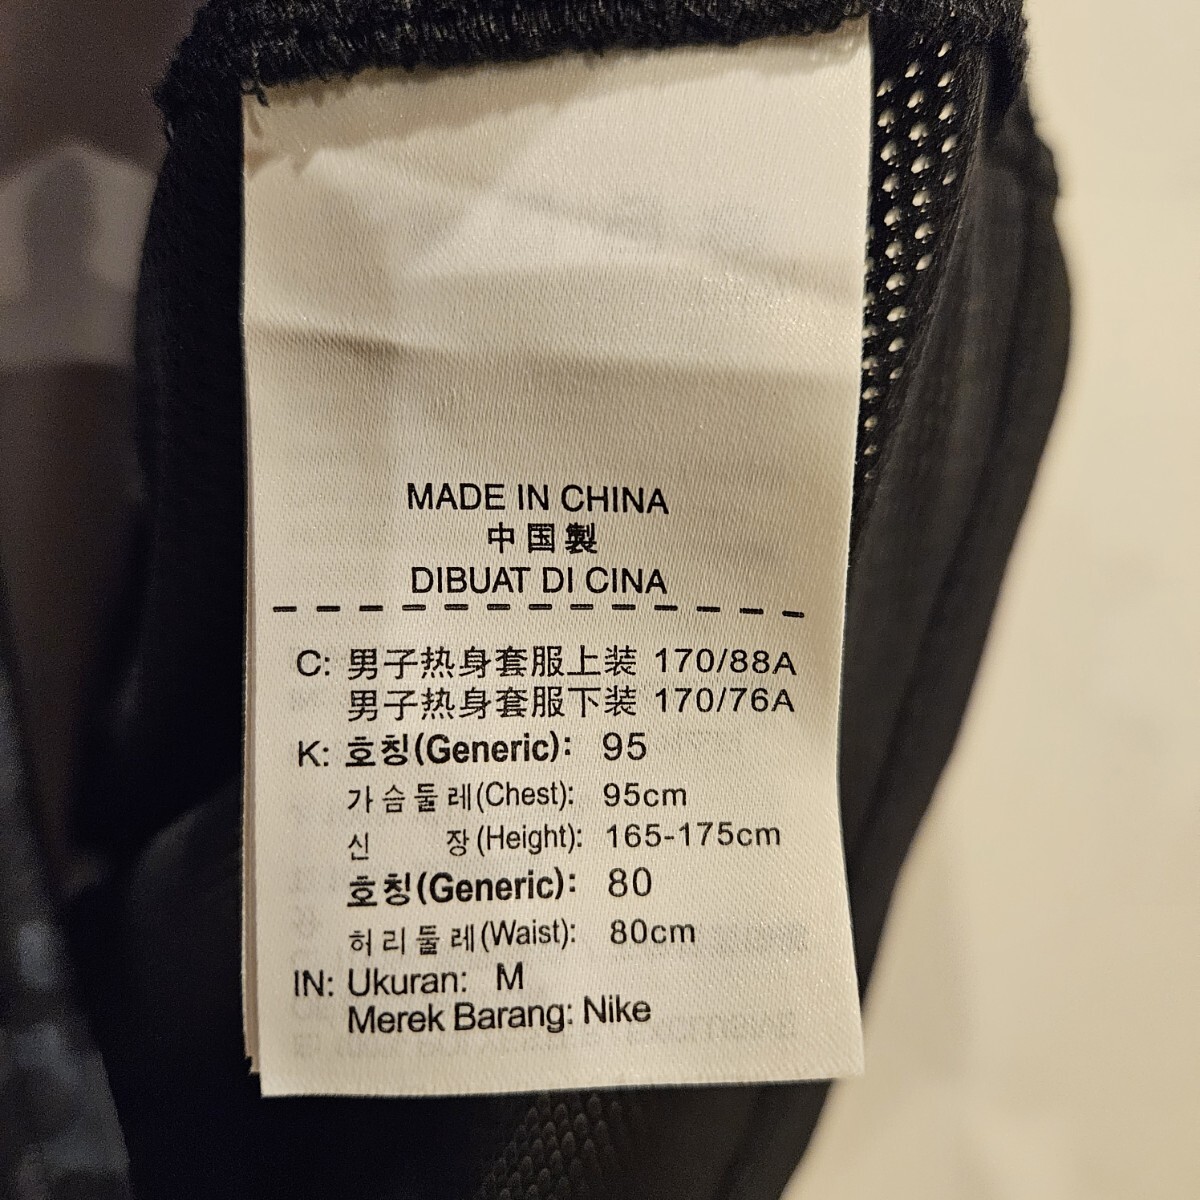 MADE IN CHINA
中国製
DIBUAT DI CINA
C: 男子热身套服上装 170/88A
男子热身套服下装 170/76A
K: 호칭(Generic): 95
가슴둘레(Chest): 95cm
신 장(Height): 165-175cm
호칭(Generic): 80
허리둘레(Waist): 80cm
IN: Ukuran: M
Merek Barang: Nike